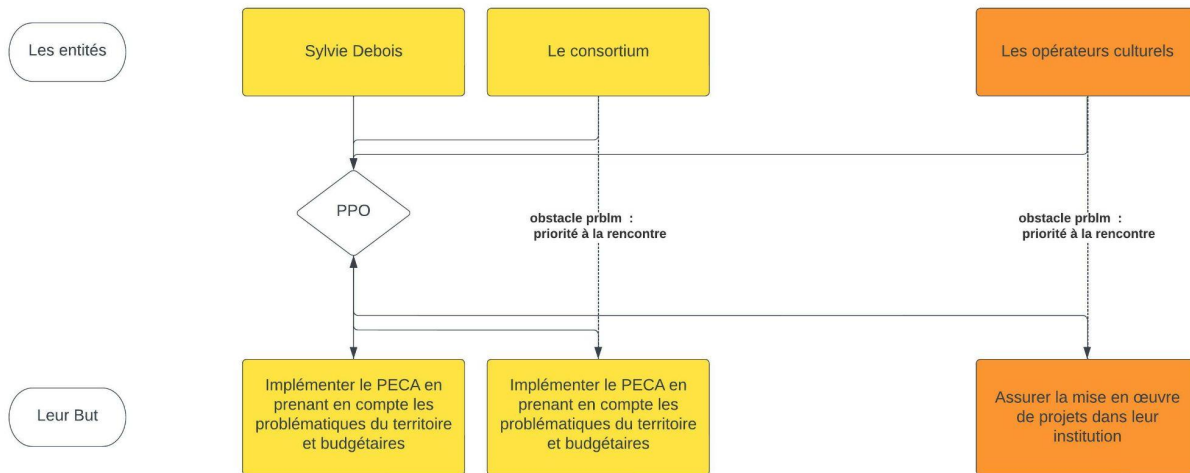 Les entités
Sylvie Debois
Le consortium
Les opérateurs culturels
PPO
obstacle prblm :
priorité à la rencontre
obstacle prblm :
priorité à la rencontre
Leur But
Implémenter le PECA en
prenant en compte les
problématiques du territoire
et budgétaires
Implémenter le PECA en
prenant en compte les
problématiques du territoire
et budgétaires
Assurer la mise en œuvre
de projets dans leur
institution